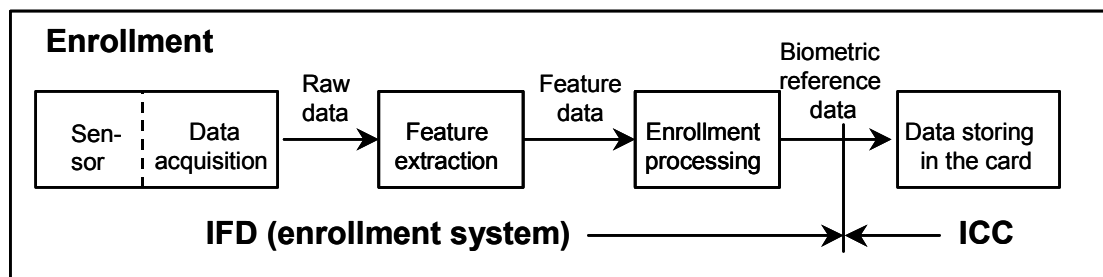 Enrollment
Sen-
sor
Data
acquisition
Raw
data
Feature
extraction
Feature
data
Enrollment
processing
Biometric
reference
data
Data storing
in the card
IFD (enrollment system)
ICC